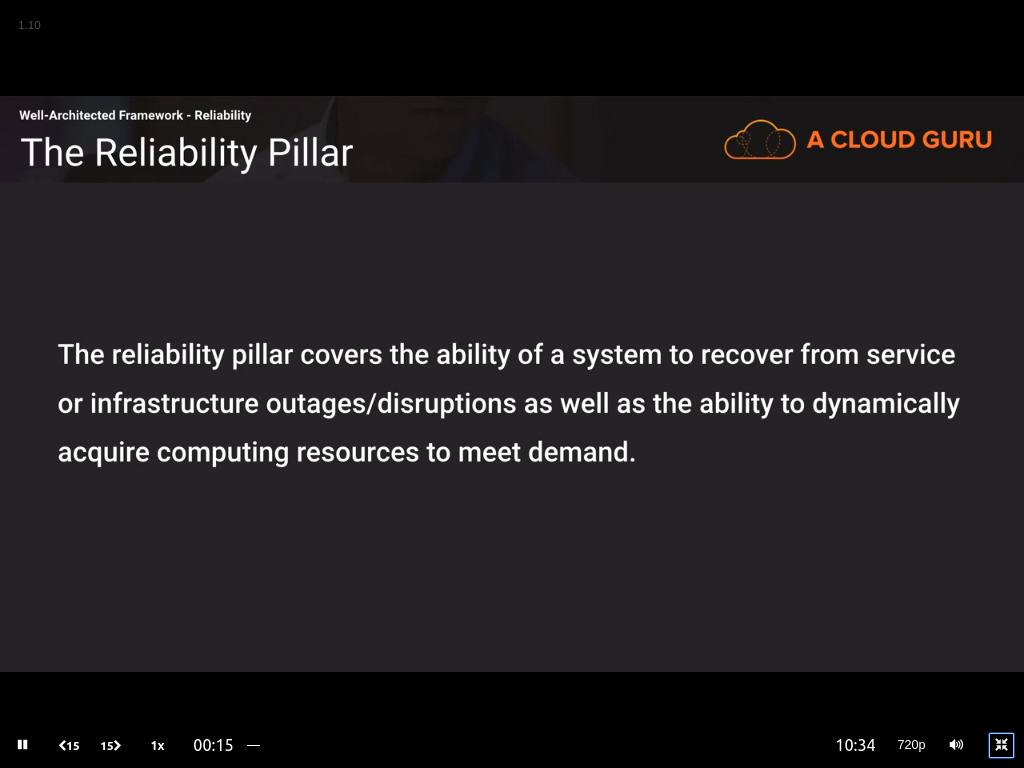 1.10
Well-Architected Framework - Reliability
The Reliability Pillar
A CLOUD GURU
The reliability pillar covers the ability of a system to recover from service
or infrastructure outages/disruptions as well as the ability to dynamically
acquire computing resources to meet demand.
15 15 1x 00:15 10:34 720p